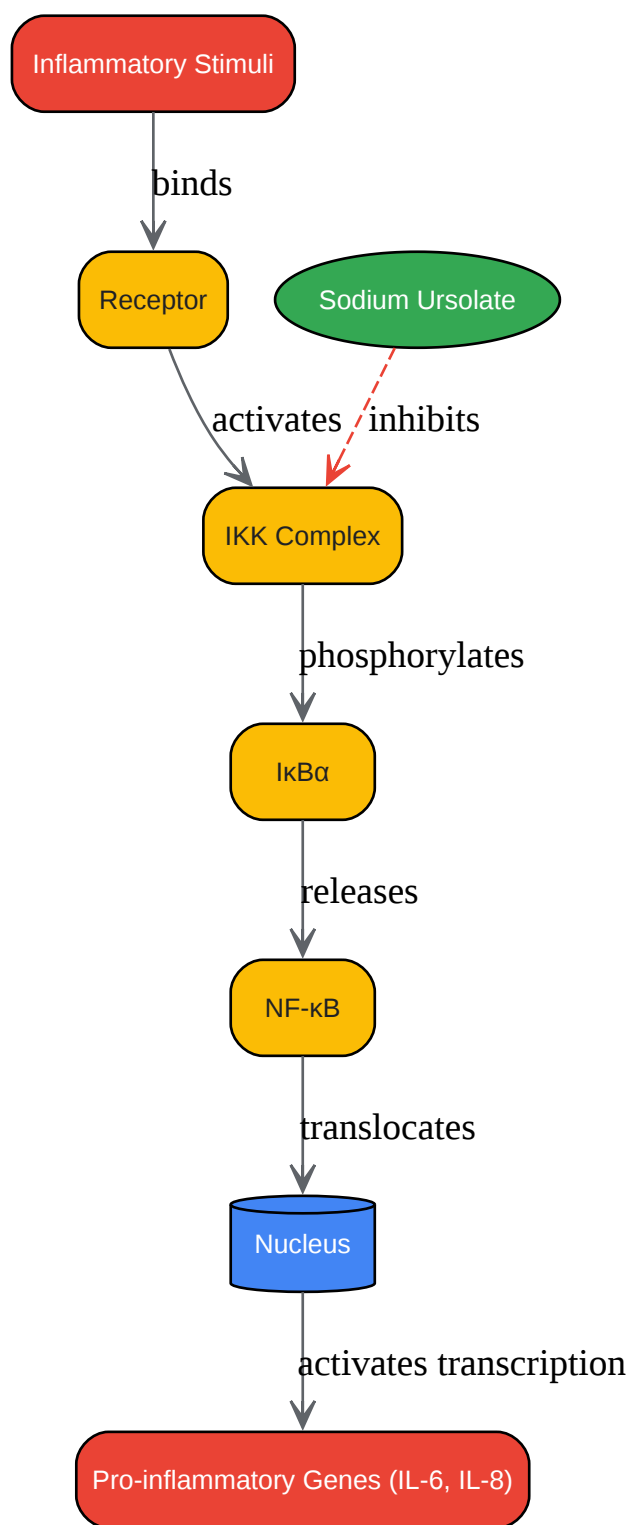 Inflammatory Stimuli
binds
Receptor
Sodium Ursolate
activates
inhibits
IKK Complex
phosphorylates
IκBα
releases
NF-κB
translocates
Nucleus
activates transcription
Pro-inflammatory Genes (IL-6, IL-8)